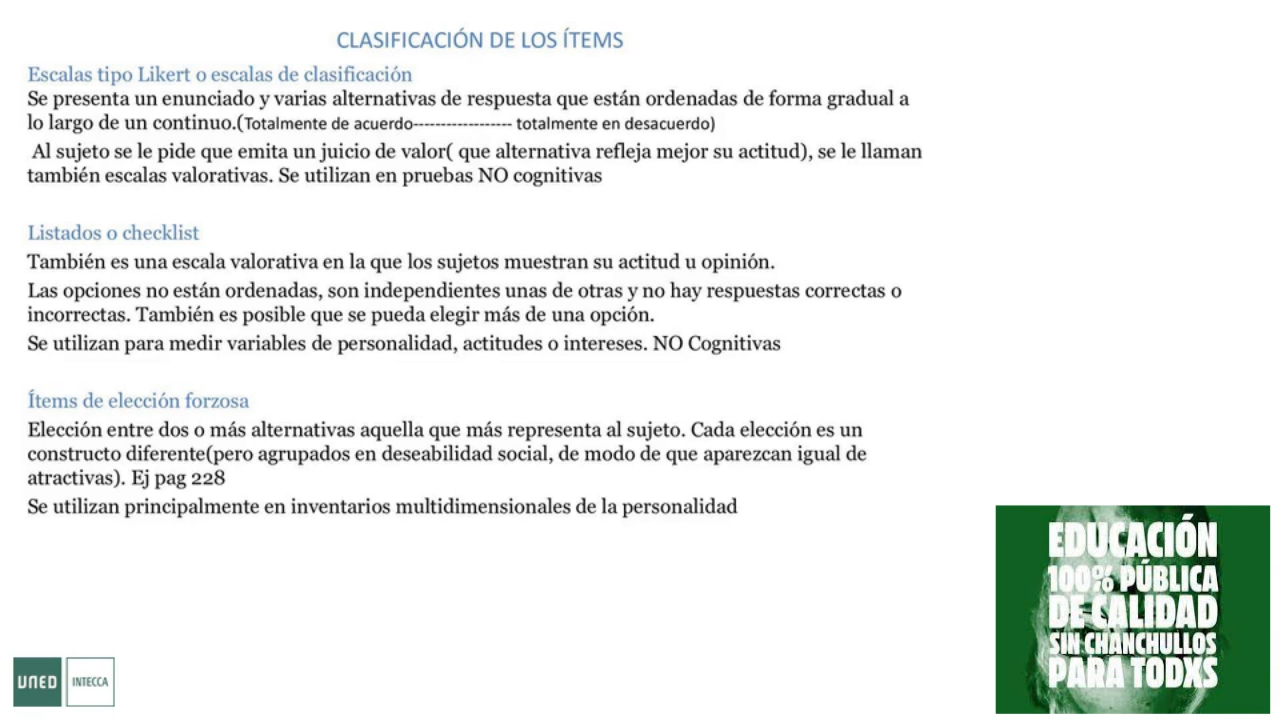 CLASIFICACIÓN DE LOS ÍTEMS
Escalas tipo Likert o escalas de clasificación
Se presenta un enunciado y varias alternativas de respuesta que están ordenadas de forma gradual a
lo largo de un continuo.(Totalmente de acuerdo------------------ totalmente en desacuerdo)
Al sujeto se le pide que emita un juicio de valor( que alternativa refleja mejor su actitud), se le llaman
también escalas valorativas. Se utilizan en pruebas NO cognitivas
Listados o checklist
También es una escala valorativa en la que los sujetos muestran su actitud u opinión.
Las opciones no están ordenadas, son independientes unas de otras y no hay respuestas correctas o
incorrectas. También es posible que se pueda elegir más de una opción.
Se utilizan para medir variables de personalidad, actitudes o intereses. NO Cognitivas
Ítems de elección forzosa
Elección entre dos o más alternativas aquella que más representa al sujeto. Cada elección es un
constructo diferente(pero agrupados en deseabilidad social, de modo de que aparezcan igual de
atractivas). Ej pag 228
Se utilizan principalmente en inventarios multidimensionales de la personalidad
EDUCACIÓN
100% PÚBLICA
DE CALIDAD
SIN CHANCHULLOS
PARA TODXS
UNED INTECCA